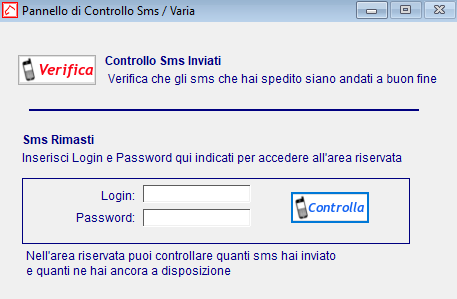 Pannello di Controllo Sms / Varia
Verifica
Controllo Sms Inviati
Verifica che gli sms che hai spedito siano andati a buon fine
Sms Rimasti
Inserisci Login e Password qui indicati per accedere all'area riservata
Login:
Password:
Controlla
Nell'area riservata puoi controllare quanti sms hai inviato
e quanti ne hai ancora a disposizione